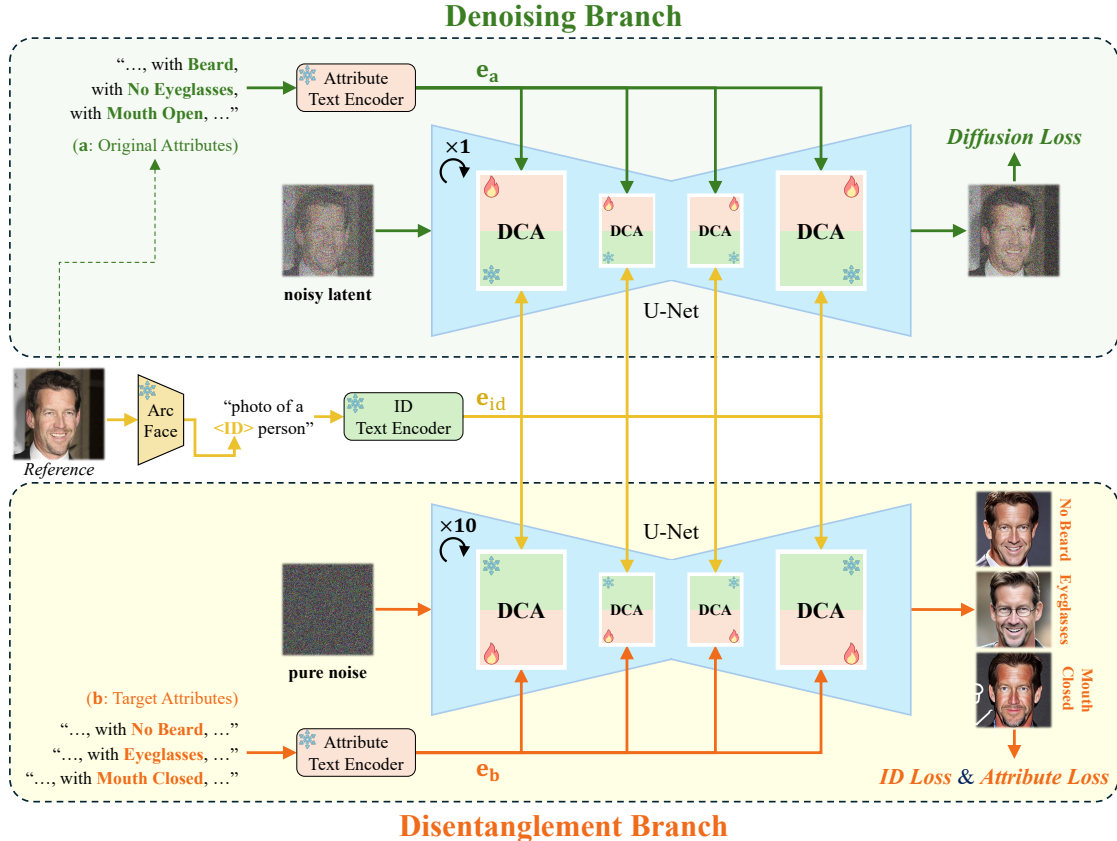 Denoising Branch
“…, with Beard,
with No Eyeglasses,
with Mouth Open, …”
(a: Original Attributes)
Attribute
Text Encoder
e_a
×1
DCA
DCA
DCA
DCA
noisy latent
U-Net
Diffusion Loss
Reference
Arc
Face
“photo of a
<ID> person”
ID
Text Encoder
e_id
×10
U-Net
DCA
DCA
DCA
DCA
pure noise
No Beard
Eyeglasses
Mouth
Closed
(b: Target Attributes)
“…, with No Beard, …”
“…, with Eyeglasses, …”
“…, with Mouth Closed, …”
Attribute
Text Encoder
e_b
ID Loss & Attribute Loss
Disentanglement Branch